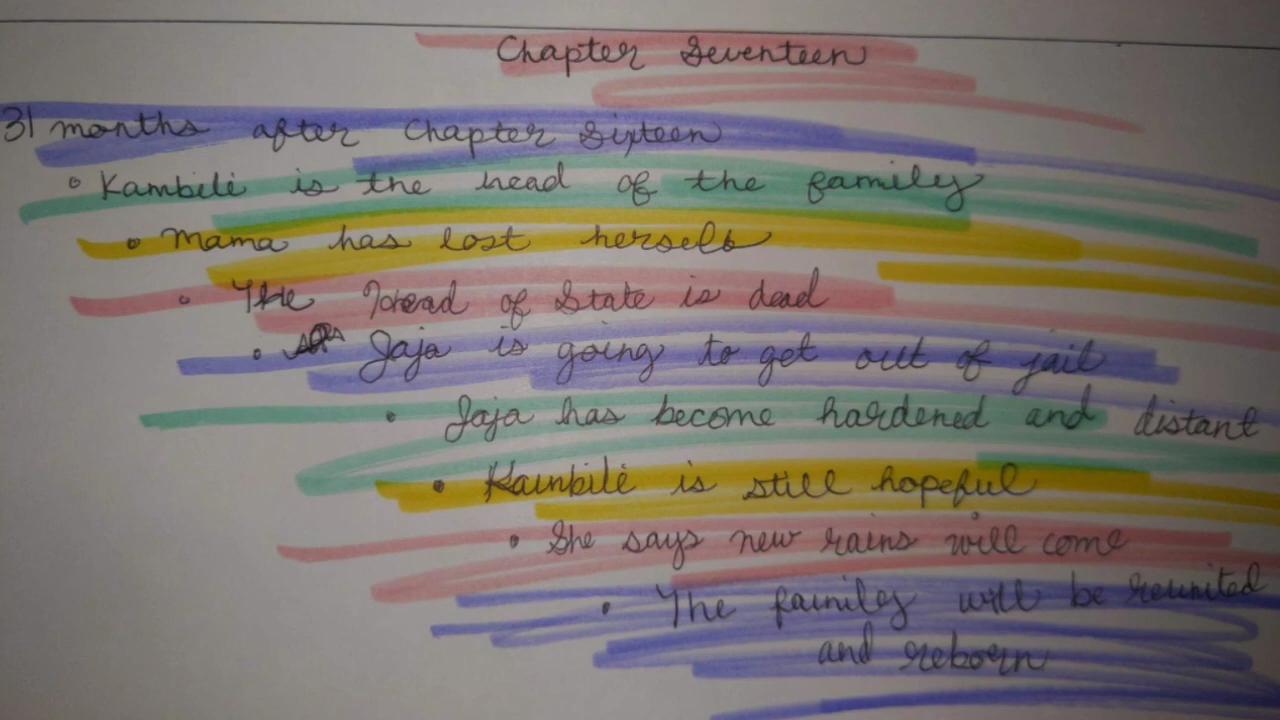 Chapter Seventeen
31 months after Chapter Sixteen
◦ Kambili is the head of the family
◦ Mama has lost herself
◦ The Head of State is dead
◦ Jaja is going to get out of jail
• Jaja has become hardened and distant
• Kambili is still hopeful
• She says new rains will come
• The family will be reunited
and reborn